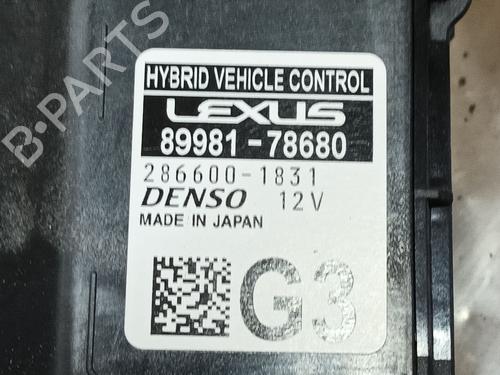 B-PARTS
HYBRID VEHICLE CONTROL
LEXUS
89981-78680
286600-1831
DENSO 12V
MADE IN JAPAN
G3